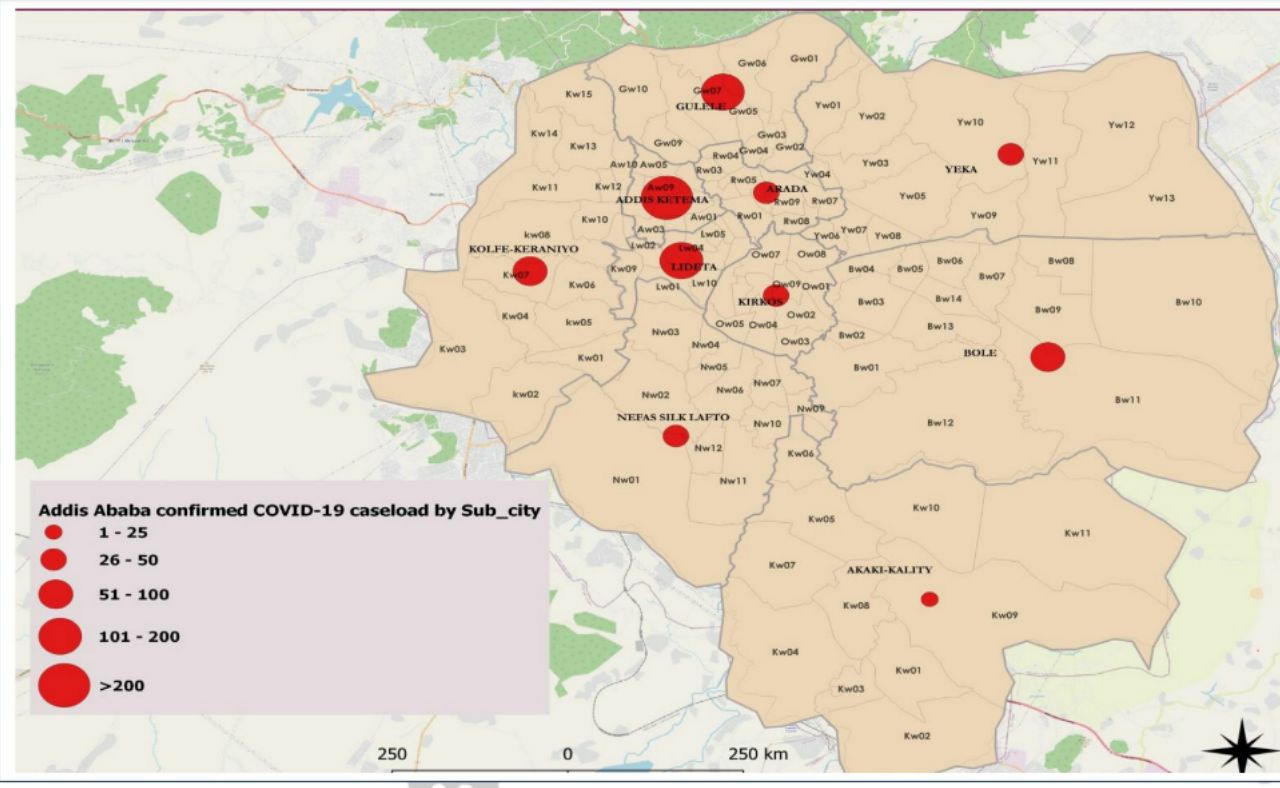 Gw06
Gw01
Kw15
Gw10
Gw07
GULELE
Gw05
Yw01
Yw02
Yw10
Yw12
Kw14
Kw13
Gw09
Gw03
Gw04
Gw02
Aw10
Aw05
Rw04
Rw03
Yw03
YEKA
Yw11
Kw11
Kw12
Aw09
ADDIS KETEMA
Rw05
ARADA
Yw04
Rw09
Rw07
Yw05
Yw13
Kw10
Aw01
Rw01
Rw08
Yw09
kw08
Aw03
Lw05
Yw06
Yw07
Yw08
KOLFE-KERANIYO
Lw02
Lw04
Ow07
Ow08
LIDETA
Kw07
Kw09
Bw04
Bw05
Bw06
Bw07
Bw08
Kw06
Lw01
Lw10
Ow09
Ow01
KIRKOS
Bw03
Bw14
Bw09
Bw10
Kw04
kw05
Nw03
Ow05
Ow04
Ow02
Bw13
Kw03
Kw01
Nw04
Ow03
Bw02
BOLE
Nw05
Bw01
kw02
Nw02
Nw06
Nw07
Bw11
NEFAS SILK LAFTO
Nw09
Nw10
Bw12
Nw12
Kw06
Nw01
Nw11
Kw05
Kw10
Kw11
Kw07
AKAKI-KALITY
Kw08
Kw09
Kw04
Kw01
Kw03
Kw02
Addis Ababa confirmed COVID-19 caseload by Sub_city
1 - 25
26 - 50
51 - 100
101 - 200
>200
250 0 250 km